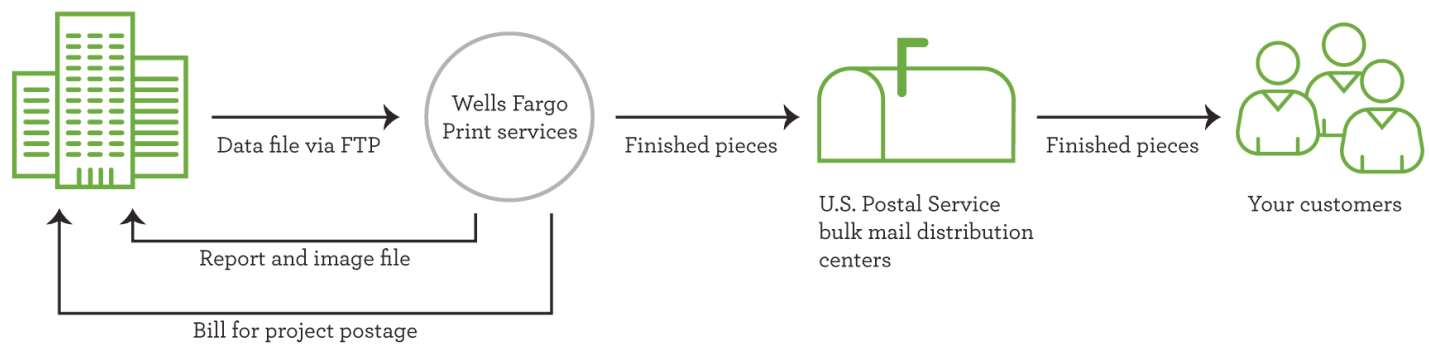 Wells Fargo
Print services
Data file via FTP
Finished pieces
Finished pieces
U.S. Postal Service
bulk mail distribution
centers
Your customers
Report and image file
Bill for project postage